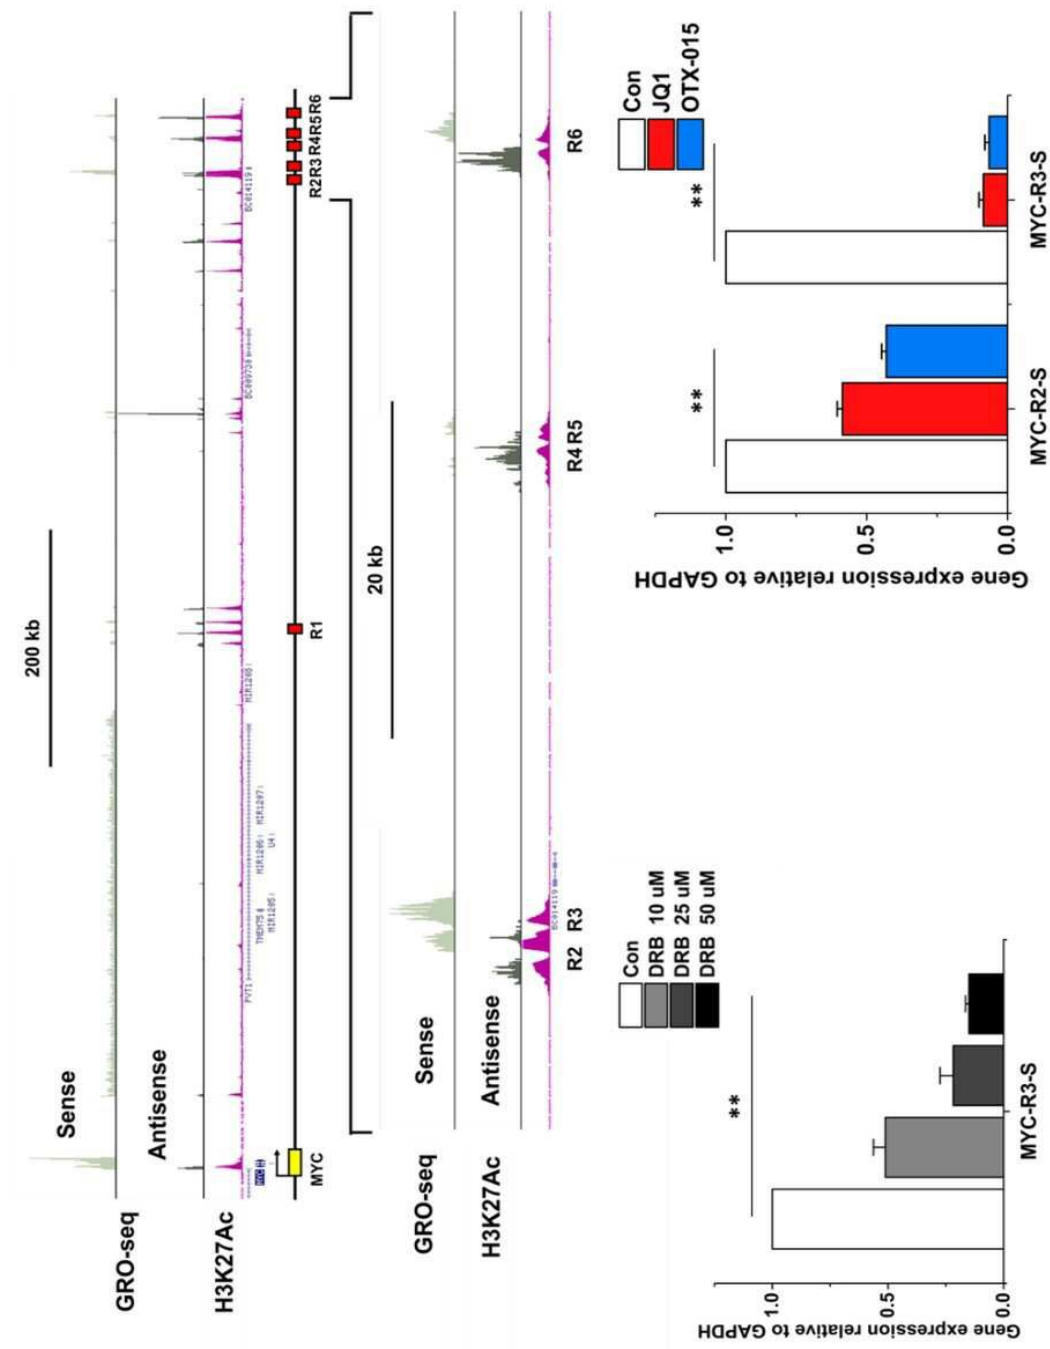 200 kb
Sense
GRO-seq
Antisense
H3K27Ac
PVT1
TMEM75
MIR1205
MIR1206
MIR1207
U4
MIR1208
BC009730
BC014119
MYC
MYC
R1
R2R3 R4R5R6
20 kb
GRO-seq
Sense
Antisense
H3K27Ac
BC014119
R2 R3
R4 R5
R6
Con
DRB 10 uM
DRB 25 uM
DRB 50 uM
**
Gene expression relative to GAPDH
1.0
0.5
0.0
MYC-R3-S
Con
JQ1
OTX-015
**
**
Gene expression relative to GAPDH
1.0
0.5
0.0
MYC-R2-S
MYC-R3-S